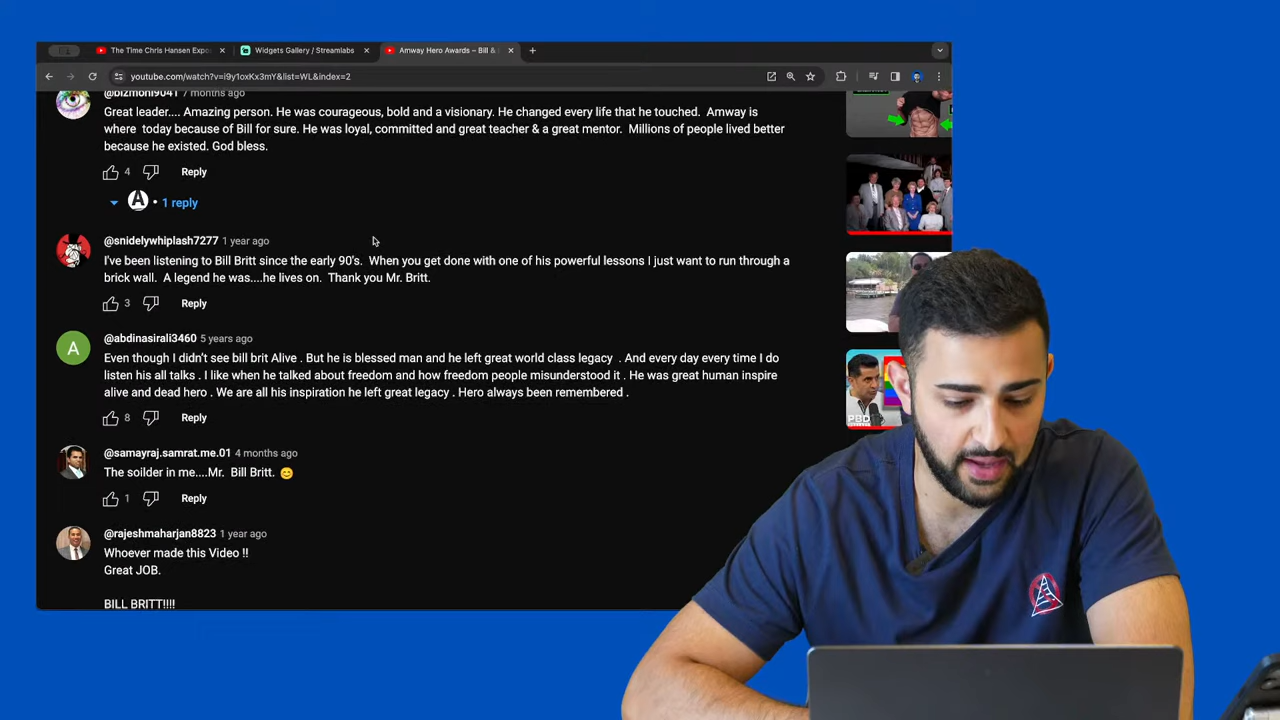 The Time Chris Hansen Expo
Widgets Gallery / Streamlabs
Amway Hero Awards – Bill &
youtube.com/watch?v=i9y1oxKx3mY&list=WL&index=2
@bizmoni9041 7 months ago
Great leader.... Amazing person. He was courageous, bold and a visionary. He changed every life that he touched. Amway is
where today because of Bill for sure. He was loyal, committed and great teacher & a great mentor. Millions of people lived better
because he existed. God bless.
4 Reply
A • 1 reply
@snidelywhiplash7277 1 year ago
I've been listening to Bill Britt since the early 90's. When you get done with one of his powerful lessons I just want to run through a
brick wall. A legend he was....he lives on. Thank you Mr. Britt.
3 Reply
A @abdinasirali3460 5 years ago
Even though I didn't see bill brit Alive . But he is blessed man and he left great world class legacy . And every day every time I do
listen his all talks . I like when he talked about freedom and how freedom people misunderstood it . He was great human inspire
alive and dead hero . We are all his inspiration he left great legacy . Hero always been remembered .
8 Reply
@samayraj.samrat.me.01 4 months ago
The soilder in me....Mr. Bill Britt. 😊
1 Reply
@rajeshmaharjan8823 1 year ago
Whoever made this Video !!
Great JOB.
BILL BRITT!!!!
PBD